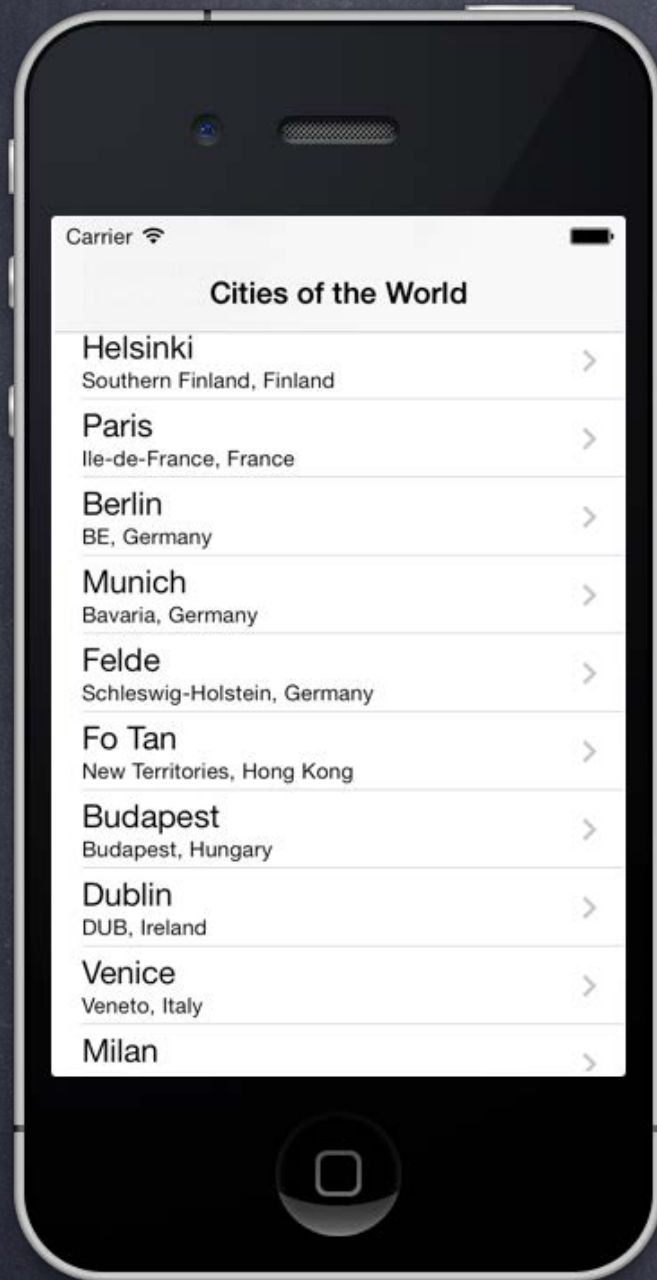 Carrier
Cities of the World
Helsinki
Southern Finland, Finland
Paris
Ile-de-France, France
Berlin
BE, Germany
Munich
Bavaria, Germany
Felde
Schleswig-Holstein, Germany
Fo Tan
New Territories, Hong Kong
Budapest
Budapest, Hungary
Dublin
DUB, Ireland
Venice
Veneto, Italy
Milan